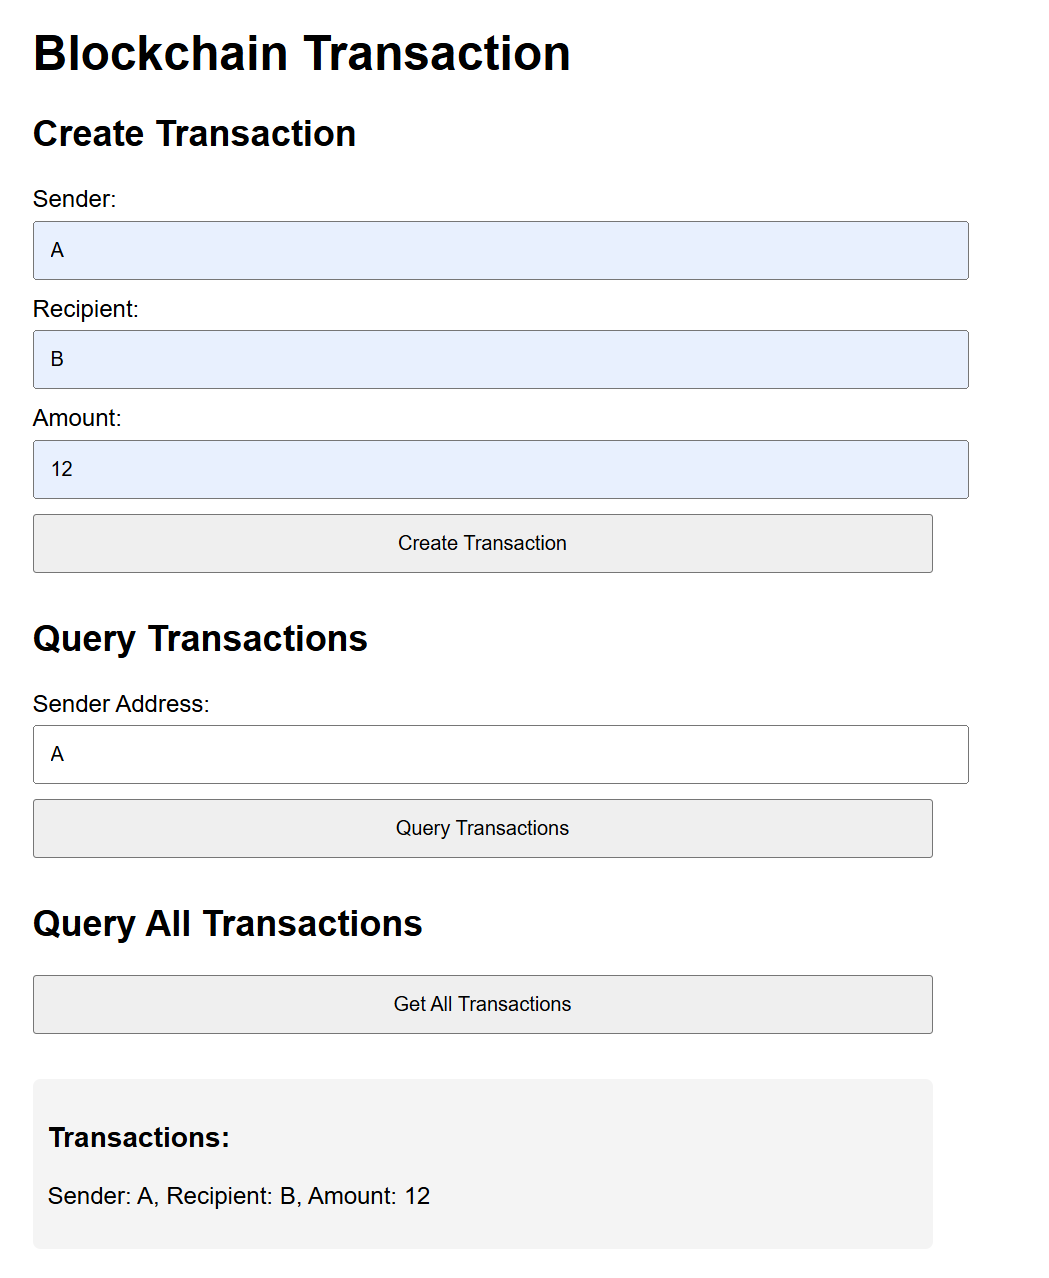 Blockchain Transaction
Create Transaction
Sender:
A
Recipient:
B
Amount:
12
Create Transaction
Query Transactions
Sender Address:
A
Query Transactions
Query All Transactions
Get All Transactions
Transactions:
Sender: A, Recipient: B, Amount: 12